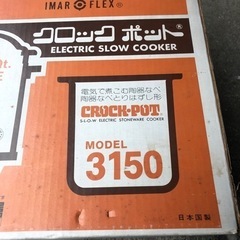 IMAR FLEX®
クロック ポット®
ELECTRIC SLOW COOKER
nt.
E
電気で煮こむ陶器なべ
陶器なべとりはずし形
CROCK·POT®
S-L-O-W ELECTRIC STONEWARE COOKER
MODEL
3150
日本国製